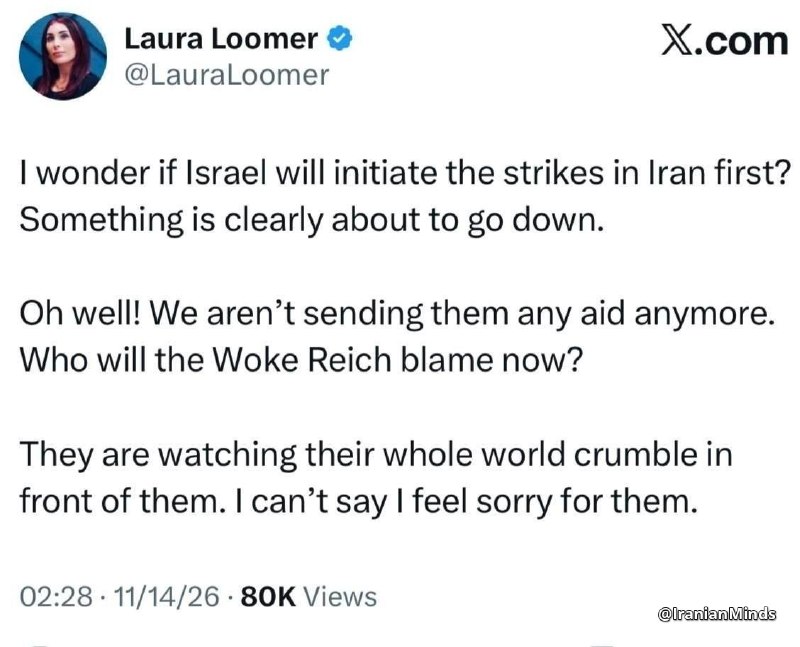 Laura Loomer
@LauraLoomer
X.com
I wonder if Israel will initiate the strikes in Iran first?
Something is clearly about to go down.
Oh well! We aren’t sending them any aid anymore.
Who will the Woke Reich blame now?
They are watching their whole world crumble in
front of them. I can’t say I feel sorry for them.
02:28 · 11/14/26 · 80K Views
@IranianMinds